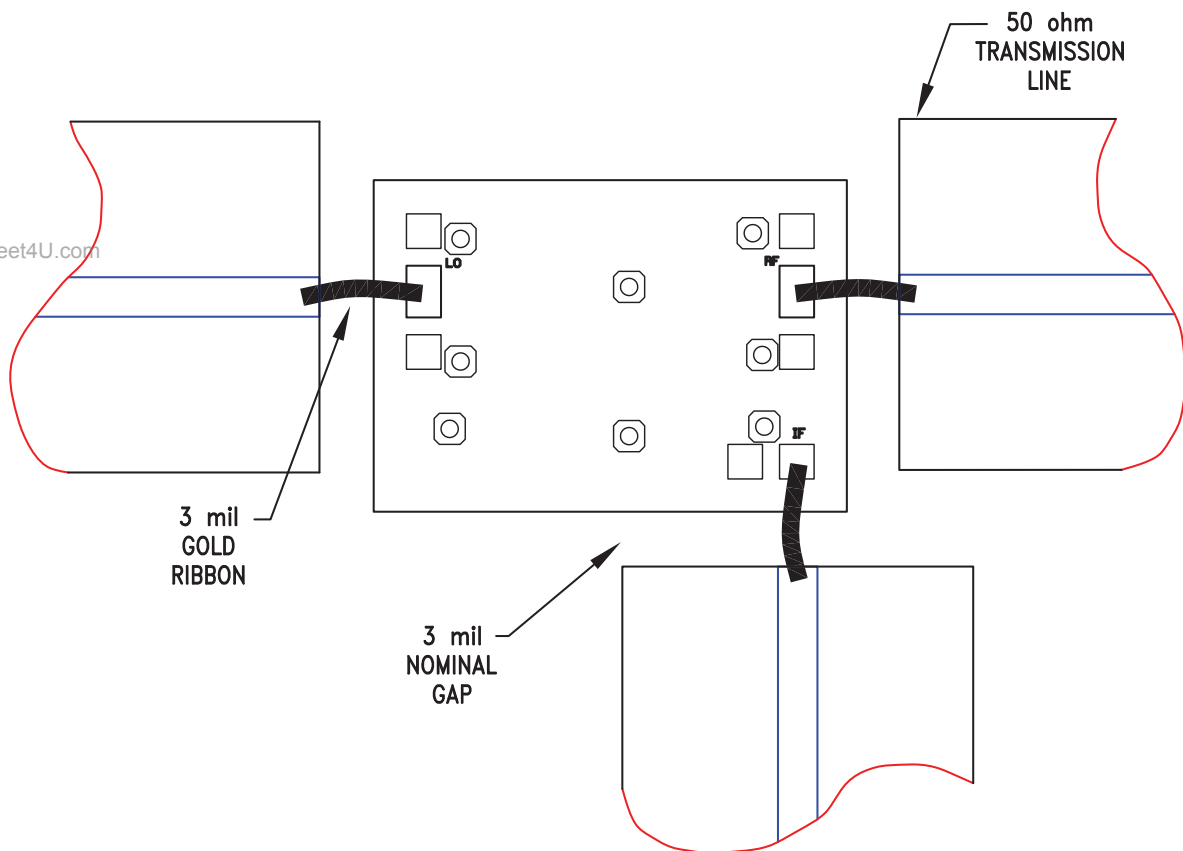 50 ohm
TRANSMISSION
LINE
eet4U.com
LO
RF
IF
3 mil
GOLD
RIBBON
3 mil
NOMINAL
GAP